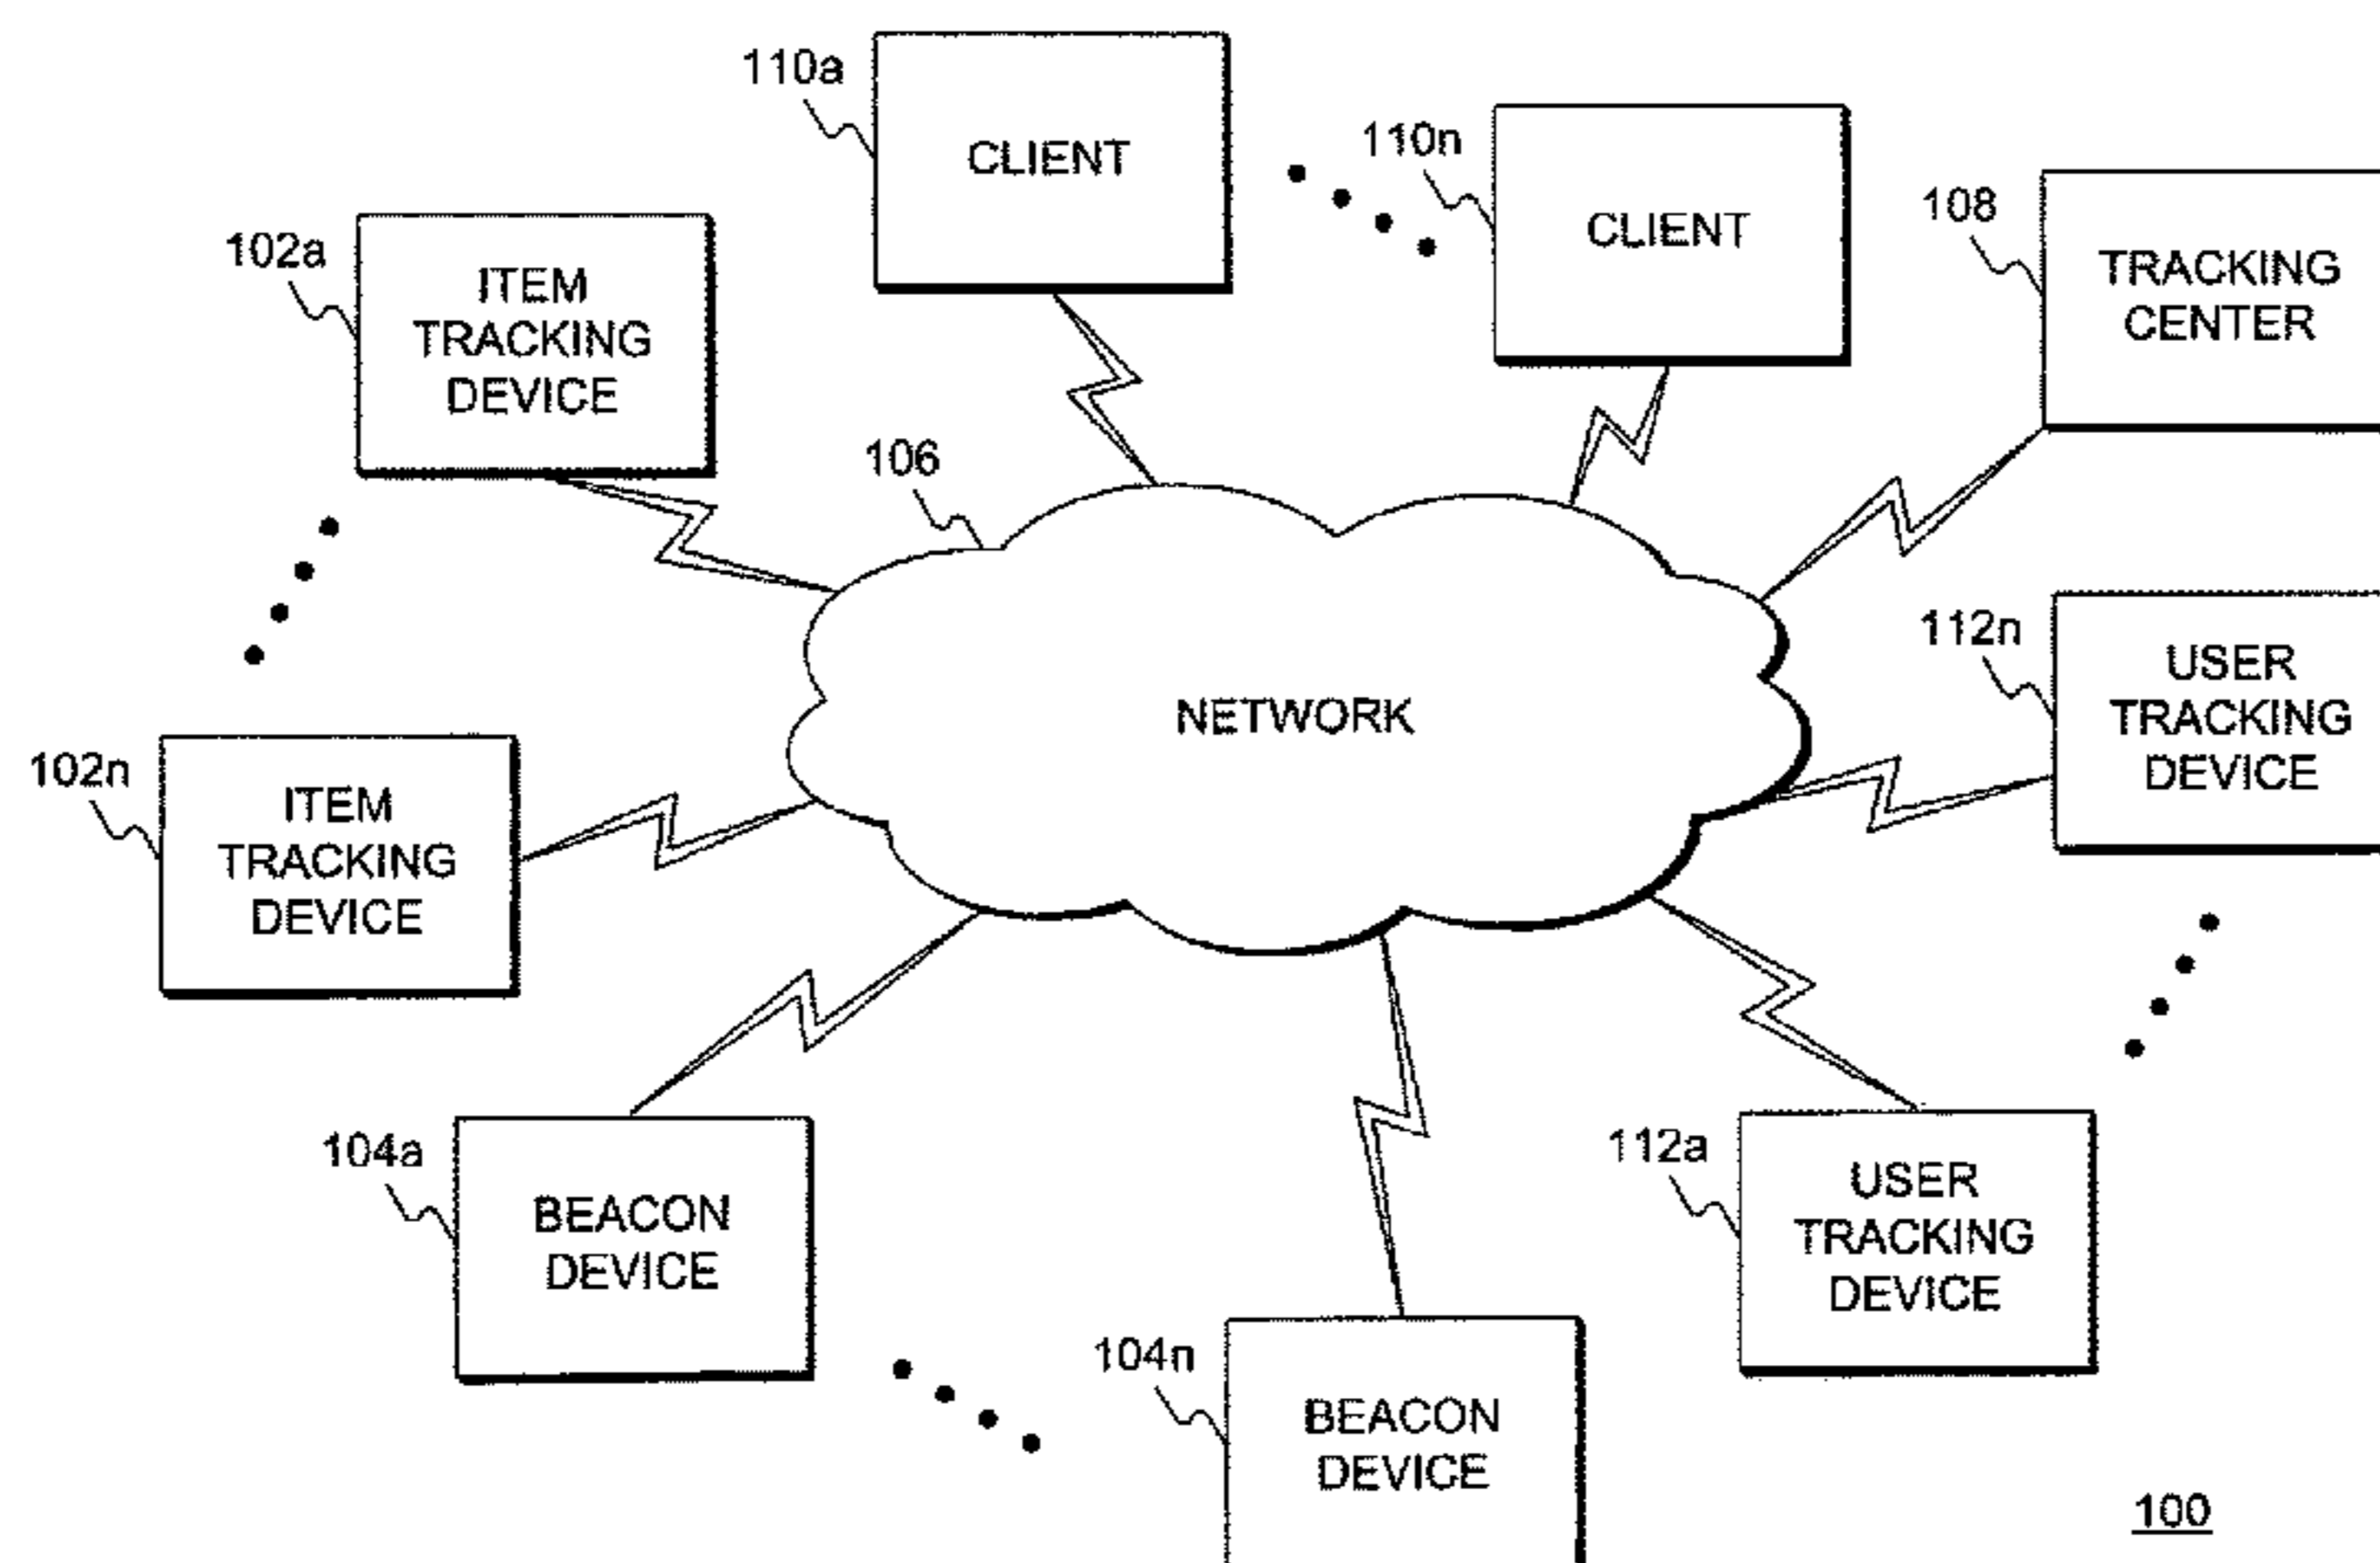 110a
CLIENT
110n
CLIENT
108
TRACKING
CENTER
102a
ITEM
TRACKING
DEVICE
106
NETWORK
112n
USER
TRACKING
DEVICE
102n
ITEM
TRACKING
DEVICE
104a
BEACON
DEVICE
104n
BEACON
DEVICE
112a
USER
TRACKING
DEVICE
100